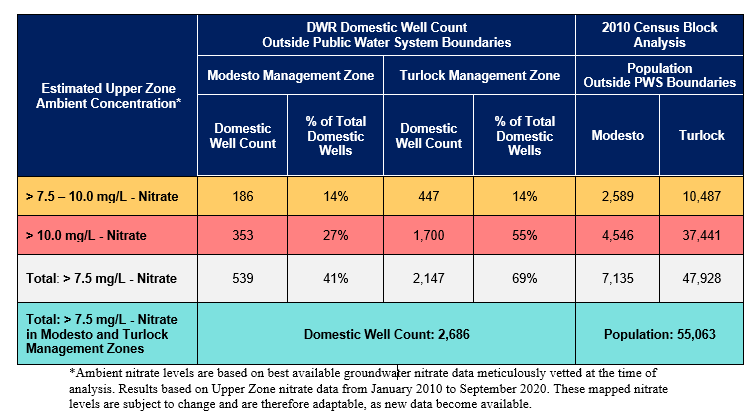 DWR Domestic Well Count
Outside Public Water System Boundaries
2010 Census Block
Analysis
Estimated Upper Zone
Ambient Concentration*
Modesto Management Zone
Turlock Management Zone
Population
Outside PWS Boundaries
Domestic
Well Count
% of Total
Domestic
Wells
Domestic
Well Count
% of Total
Domestic
Wells
Modesto
Turlock
> 7.5 – 10.0 mg/L - Nitrate 186 14% 447 14% 2,589 10,487
> 10.0 mg/L - Nitrate 353 27% 1,700 55% 4,546 37,441
Total: > 7.5 mg/L - Nitrate 539 41% 2,147 69% 7,135 47,928
Total: > 7.5 mg/L - Nitrate
in Modesto and Turlock
Management Zones
Domestic Well Count: 2,686
Population: 55,063
*Ambient nitrate levels are based on best available groundwater nitrate data meticulously vetted at the time of
analysis. Results based on Upper Zone nitrate data from January 2010 to September 2020. These mapped nitrate
levels are subject to change and are therefore adaptable, as new data become available.